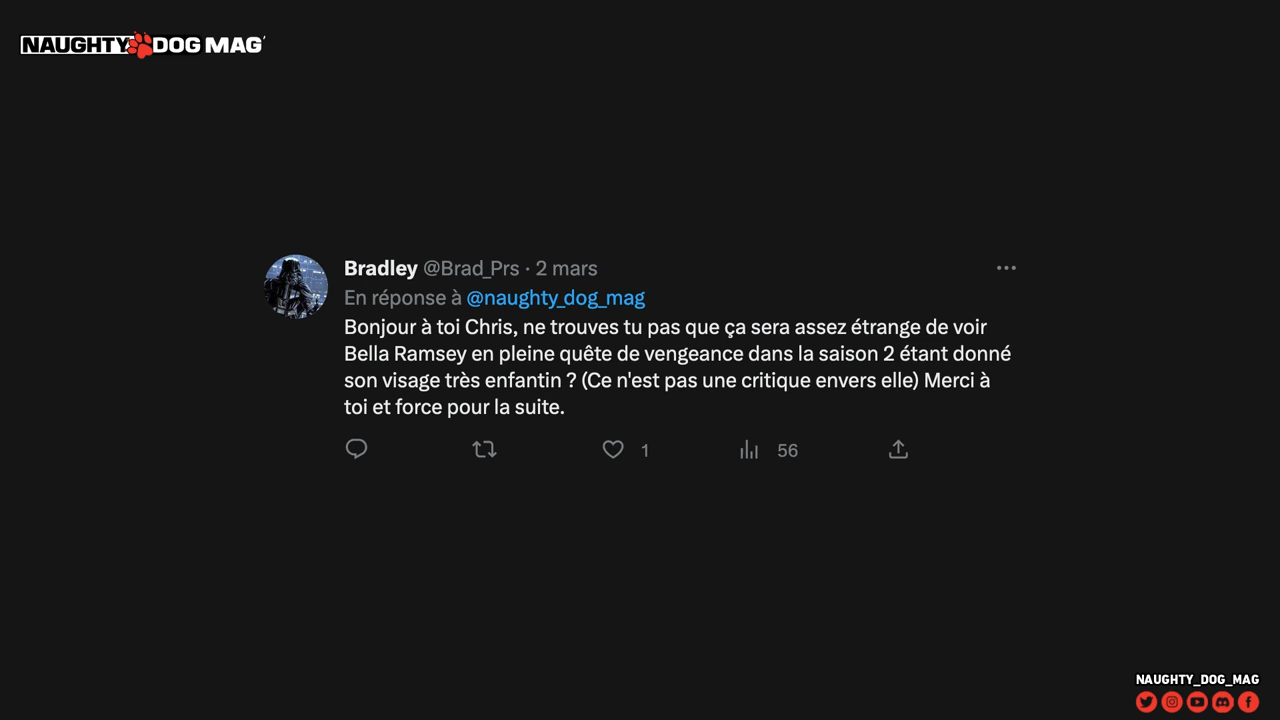 NAUGHTY DOG MAG
Bradley @Brad_Prs · 2 mars
En réponse à @naughty_dog_mag
Bonjour à toi Chris, ne trouves tu pas que ça sera assez étrange de voir
Bella Ramsey en pleine quête de vengeance dans la saison 2 étant donné
son visage très enfantin ? (Ce n'est pas une critique envers elle) Merci à
toi et force pour la suite.
1 56
NAUGHTY_DOG_MAG